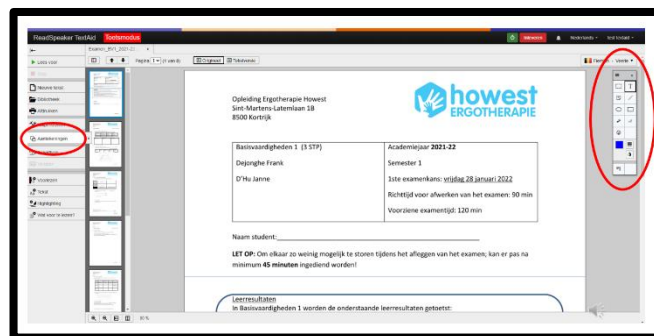 ReadSpeaker TextAid Toetsmodus
Nederlands
Examen_BV1_2021-22...
Lees voor
Pagina 1 (1 van 8) Origineel Tekstversie
Nieuwe tekst
Bibliotheek
Afdrukken
Aantekeningen
Opleiding Ergotherapie Howest
Sint-Martens-Latemlaan 1B
8500 Kortrijk
howest
ERGOTHERAPIE
Basisvaardigheden 1 (3 STP)
Dejonghe Frank
D'Hu Janne
Academiejaar 2021-22
Semester 1
1ste examenkans: vrijdag 28 januari 2022
Richttijd voor afwerken van het examen: 90 min
Voorziene examentijd: 120 min
Voorlezen
Tekst
Highlighting
Naam student:
LET OP: Om elkaar zo weinig mogelijk te storen tijdens het afleggen van het examen; kan er pas na
minimum 45 minuten ingediend worden!
Leerresultaten
In Basisvaardigheden 1 worden de onderstaande leerresultaten getoetst: